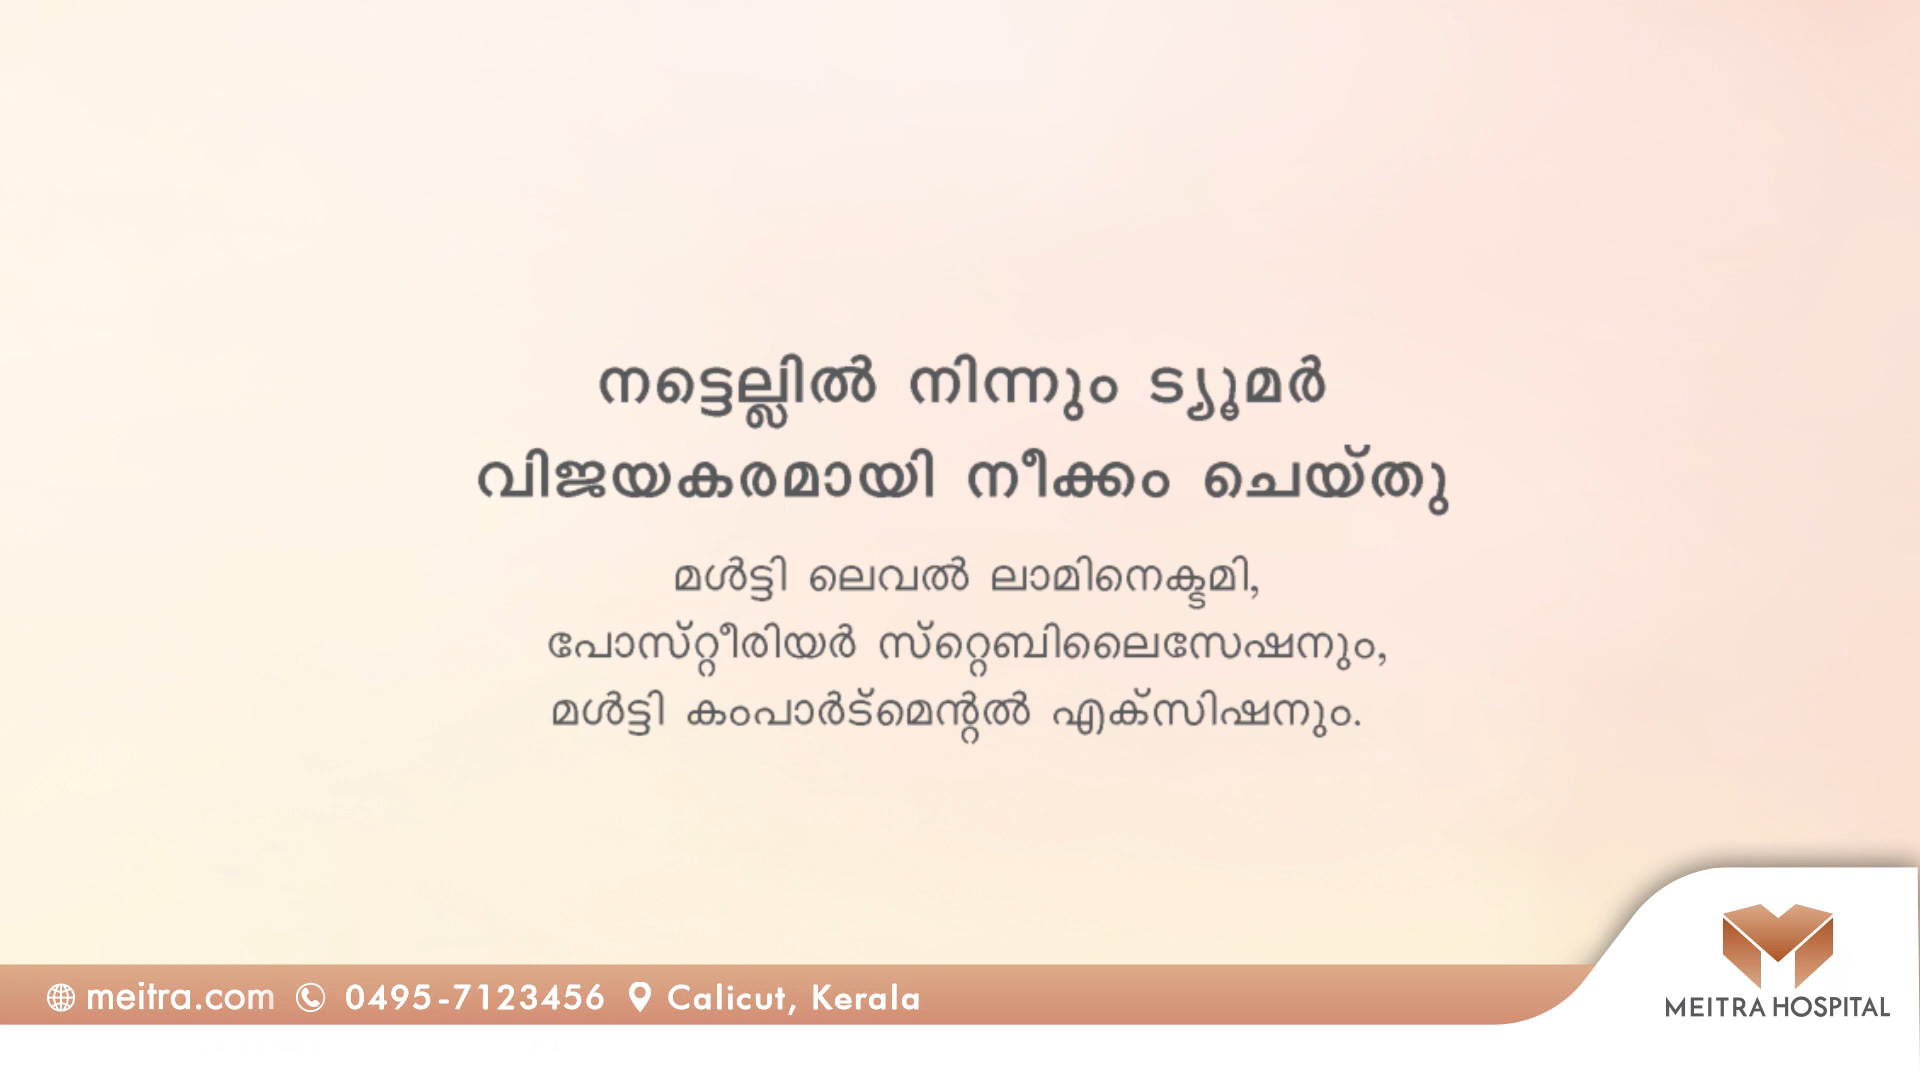 നട്ടെല്ലിൽ നിന്നും ട്യൂമർ
വിജയകരമായി നീക്കം ചെയ്തു
മൾട്ടി ലെവൽ ലാമിനെക്ടമി,
പോസ്റ്റീരിയർ സ്റ്റെബിലൈസേഷനും,
മൾട്ടി കംപാർട്മെന്റൽ എക്സിഷനും.
meitra.com 0495-7123456 Calicut, Kerala
MEITRA HOSPITAL